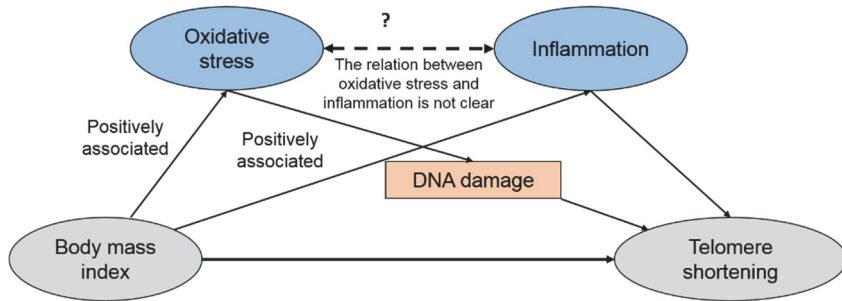 ?
Oxidative
stress
Inflammation
The relation between
oxidative stress and
inflammation is not clear
Positively
associated
Positively
associated
DNA damage
Body mass
index
Telomere
shortening